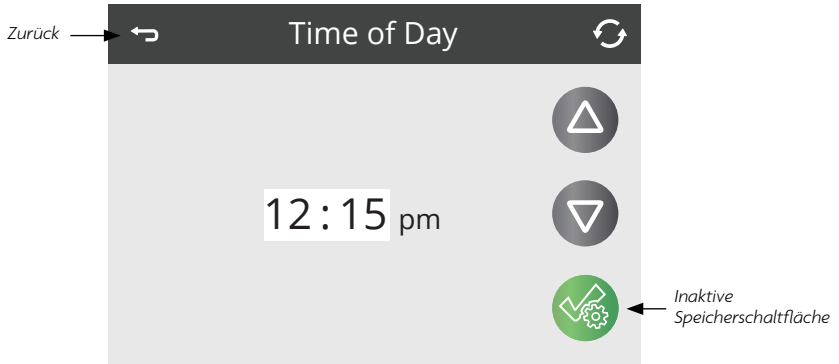 Zurück
Time of Day
12 : 15 pm
Inaktive
Speicherschaltfläche